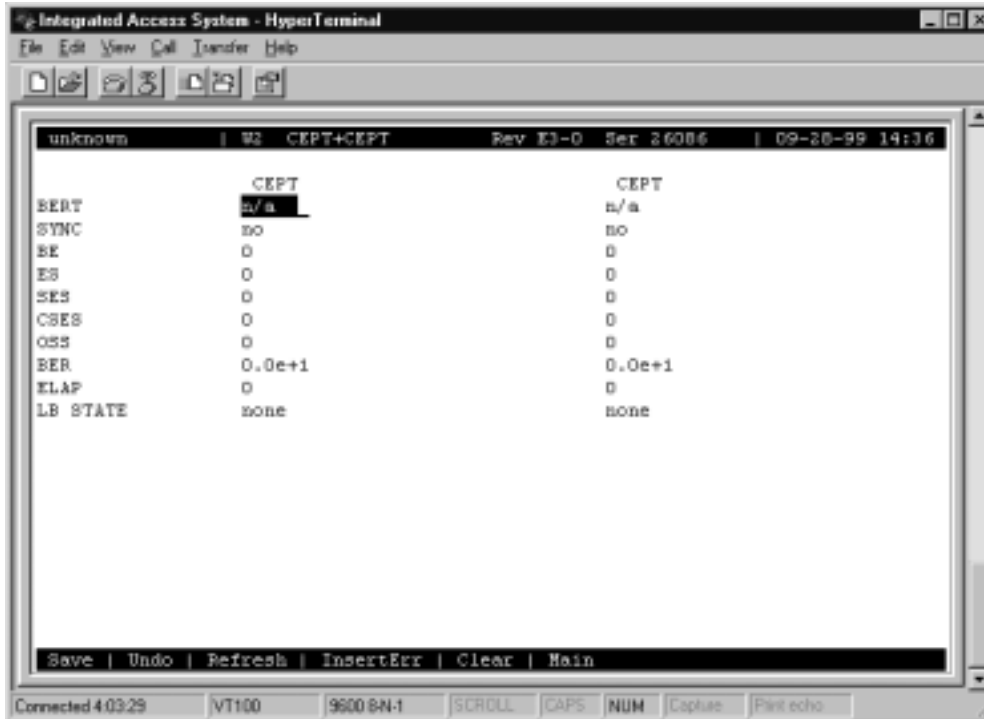 Integrated Access System - HyperTerminal
File Edit View Call Transfer Help
unknown | W2 CEPT+CEPT Rev E3-0 Ser 26086 | 09-28-99 14:36
CEPT CEPT
BERT n/a n/a
SYNC no no
BE 0 0
ES 0 0
SES 0 0
CSES 0 0
OSS 0 0
BER 0.0e+1 0.0e+1
ELAP 0 0
LB STATE none none
Save | Undo | Refresh | InsertErr | Clear | Main
Connected 4:03:29 VT100 9600 8-N-1 SCROLL CAPS NUM Capture Print echo